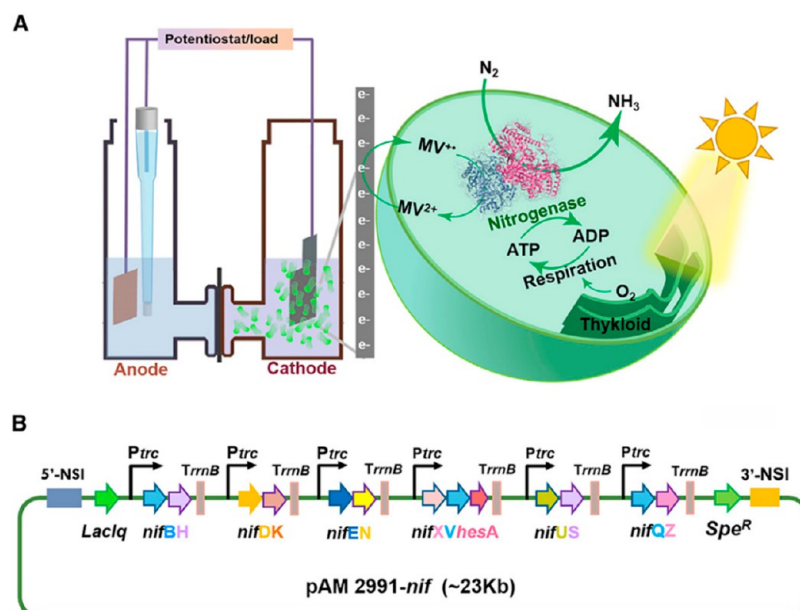 A
Potentiostat/load
e-
e-
e-
e-
e-
e-
e-
e-
e-
e-
e-
N₂
NH₃
MV⁺•
MV²⁺
Nitrogenase
ATP
ADP
Respiration
O₂
Thykloid
Anode
Cathode
B
5'-NSI
Ptrc
TrrnB
Ptrc
TrrnB
Ptrc
TrrnB
Ptrc
TrrnB
Ptrc
TrrnB
Ptrc
TrrnB
3'-NSI
LacIq
nifBH
nifDK
nifEN
nifXVhesA
nifUS
nifQZ
Speᴿ
pAM 2991-nif (~23Kb)